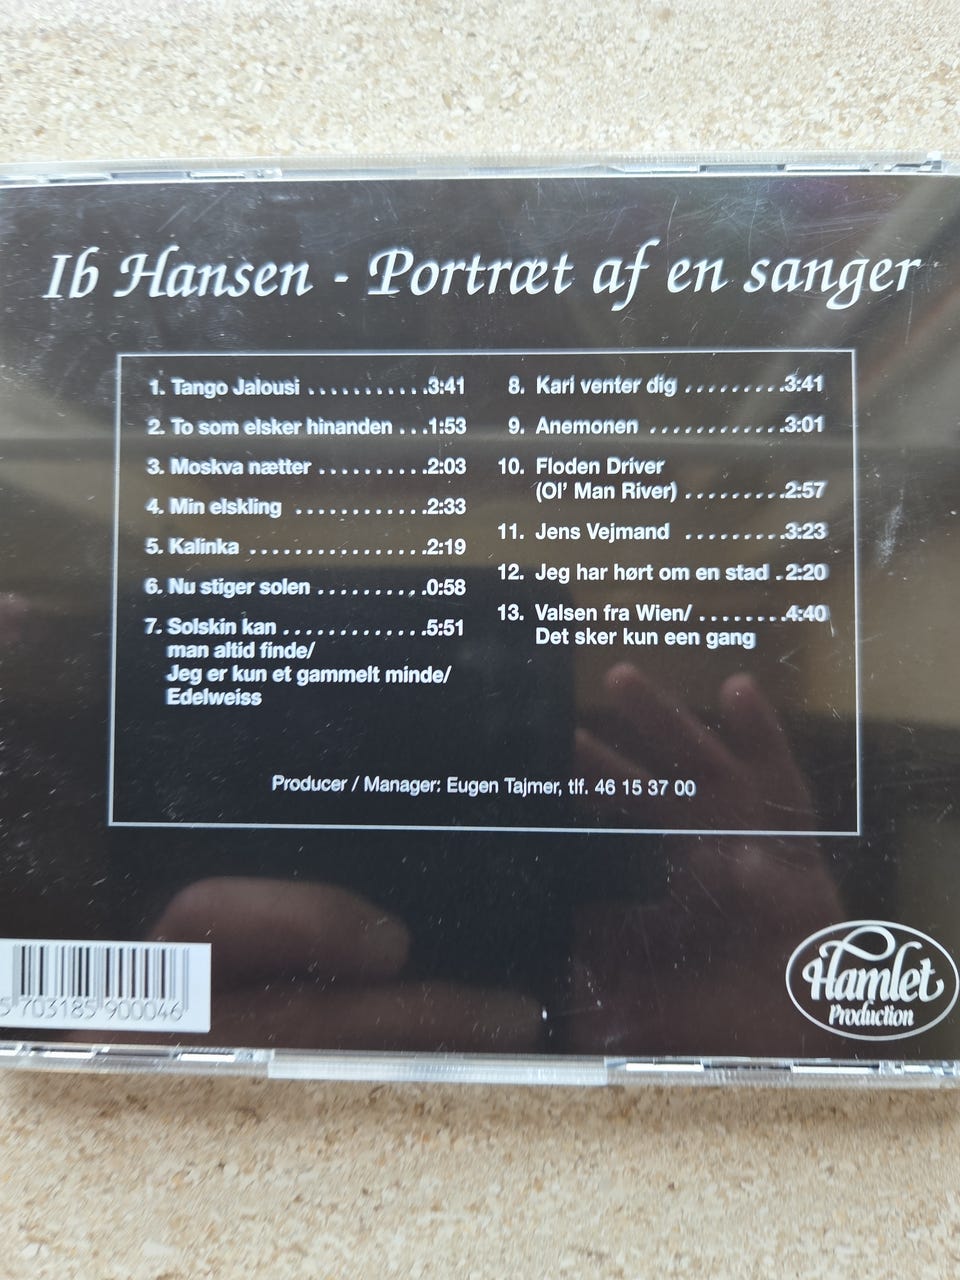 Ib Hansen - Portræt af en sanger
1. Tango Jalousi ...........3:41
2. To som elsker hinanden ...1:53
3. Moskva nætter ..........2:03
4. Min elskling ............2:33
5. Kalinka ................2:19
6. Nu stiger solen ..........0:58
7. Solskin kan .............5:51
man altid finde/
Jeg er kun et gammelt minde/
Edelweiss
8. Kari venter dig .........3:41
9. Anemonen ............3:01
10. Floden Driver
(Ol' Man River) .........2:57
11. Jens Vejmand .........3:23
12. Jeg har hørt om en stad .2:20
13. Valsen fra Wien/ ........4:40
Det sker kun een gang
Producer / Manager: Eugen Tajmer, tlf. 46 15 37 00
5 703185 900046
Hamlet
Production